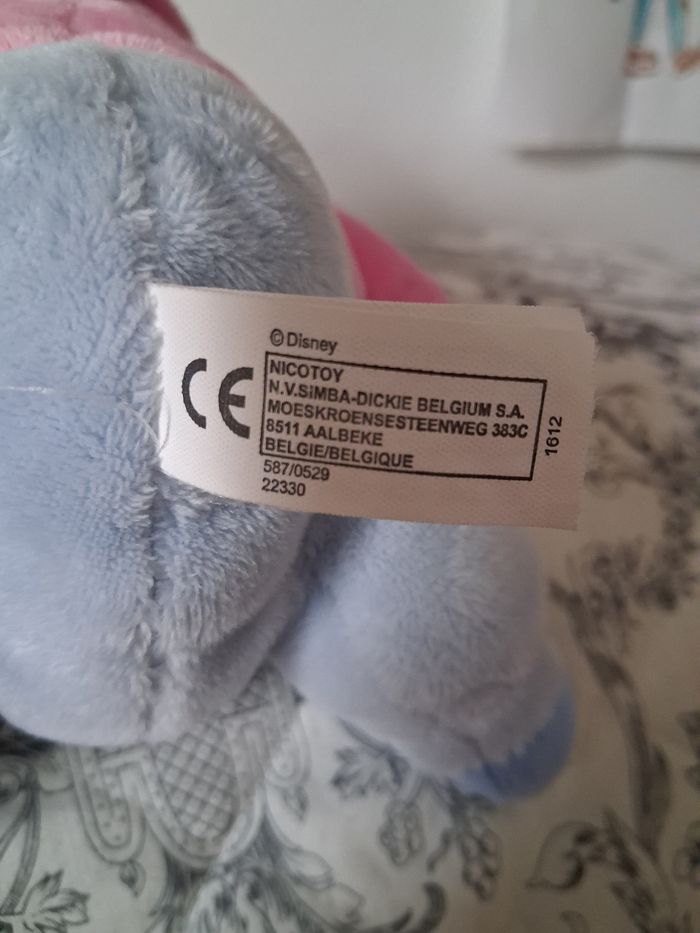 © Disney
CE
NICOTOY
N.V.SiMBA-DICKIE BELGIUM S.A.
MOESKROENSESTEENWEG 383C
8511 AALBEKE
BELGIE/BELGIQUE
587/0529
22330
1612